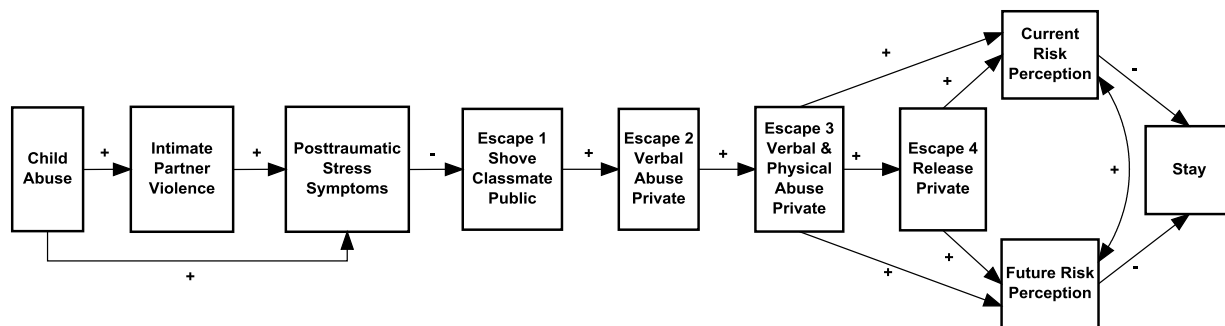 Child
Abuse
+
Intimate
Partner
Violence
+
Posttraumatic
Stress
Symptoms
+
-
Escape 1
Shove
Classmate
Public
+
Escape 2
Verbal
Abuse
Private
+
Escape 3
Verbal &
Physical
Abuse
Private
+
+
+
Escape 4
Release
Private
+
+
Current
Risk
Perception
-
+
Future Risk
Perception
-
Stay